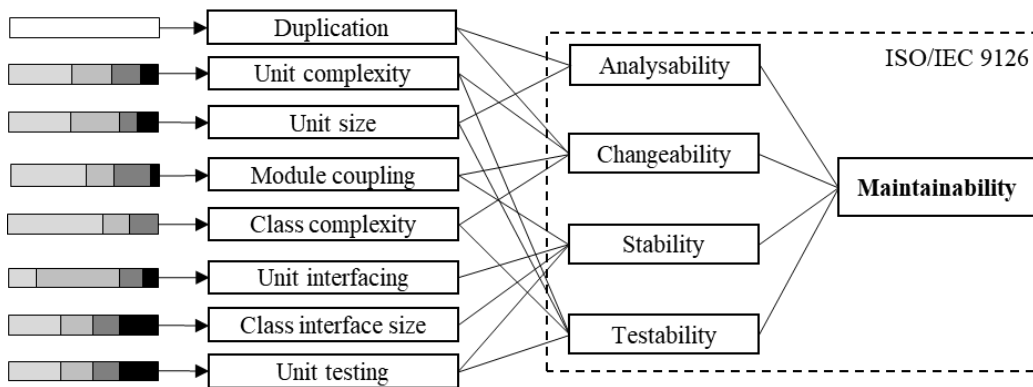 Duplication
Unit complexity
Unit size
Module coupling
Class complexity
Unit interfacing
Class interface size
Unit testing
ISO/IEC 9126
Analysability
Changeability
Stability
Testability
Maintainability